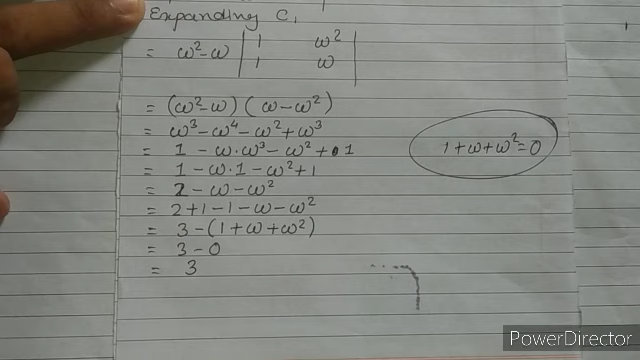 Expanding C₁
= ω²-ω | 1 ω² |
| 1 ω |
= (ω²-ω) (ω-ω²)
= ω³-ω⁴-ω²+ω³
= 1 - ω·ω³-ω²+1
= 1-ω·1-ω²+1
= 2-ω-ω²
= 2+1-1-ω-ω²
= 3-(1+ω+ω²)
= 3-0
= 3
1+ω+ω²=0
PowerDirector